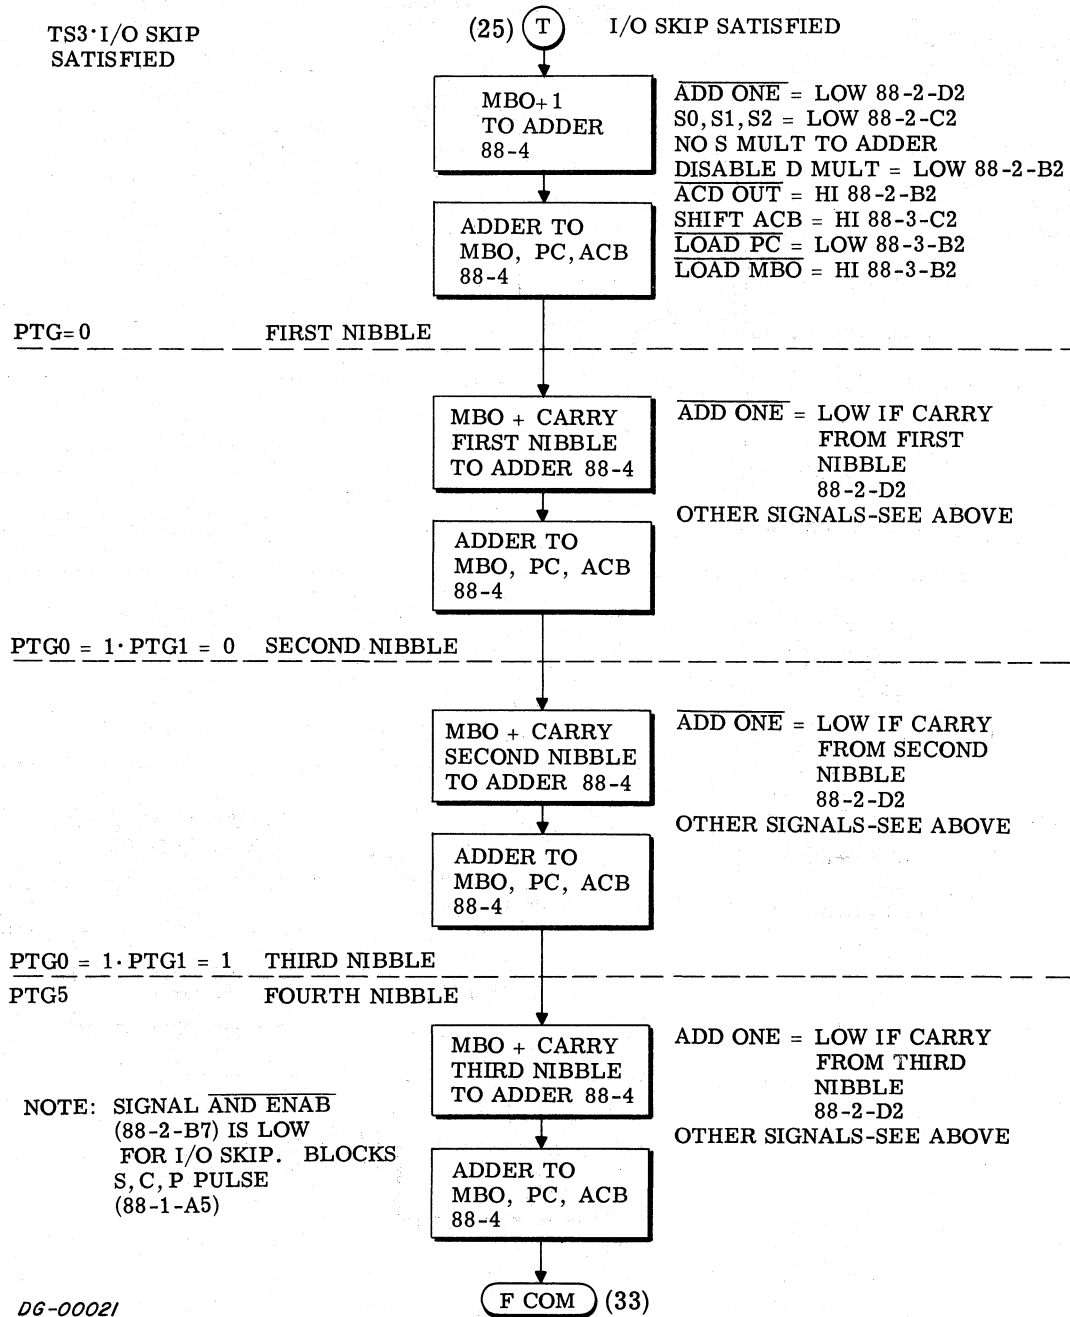 TS3·I/O SKIP
SATISFIED
(25) T I/O SKIP SATISFIED
MBO+1
TO ADDER
88-4
ADDER TO
MBO, PC, ACB
88-4
ADD ONE = LOW 88-2-D2
S0, S1, S2 = LOW 88-2-C2
NO S MULT TO ADDER
DISABLE D MULT = LOW 88-2-B2
ACD OUT = HI 88-2-B2
SHIFT ACB = HI 88-3-C2
LOAD PC = LOW 88-3-B2
LOAD MBO = HI 88-3-B2
PTG=0 FIRST NIBBLE
MBO + CARRY
FIRST NIBBLE
TO ADDER 88-4
ADD ONE = LOW IF CARRY
FROM FIRST
NIBBLE
88-2-D2
OTHER SIGNALS-SEE ABOVE
ADDER TO
MBO, PC, ACB
88-4
PTG0 = 1·PTG1 = 0 SECOND NIBBLE
MBO + CARRY
SECOND NIBBLE
TO ADDER 88-4
ADD ONE = LOW IF CARRY
FROM SECOND
NIBBLE
88-2-D2
OTHER SIGNALS-SEE ABOVE
ADDER TO
MBO, PC, ACB
88-4
PTG0 = 1·PTG1 = 1 THIRD NIBBLE
PTG5 FOURTH NIBBLE
MBO + CARRY
THIRD NIBBLE
TO ADDER 88-4
ADD ONE = LOW IF CARRY
FROM THIRD
NIBBLE
88-2-D2
OTHER SIGNALS-SEE ABOVE
NOTE: SIGNAL AND ENAB
(88-2-B7) IS LOW
FOR I/O SKIP. BLOCKS
S, C, P PULSE
(88-1-A5)
ADDER TO
MBO, PC, ACB
88-4
F COM (33)
DG-00021